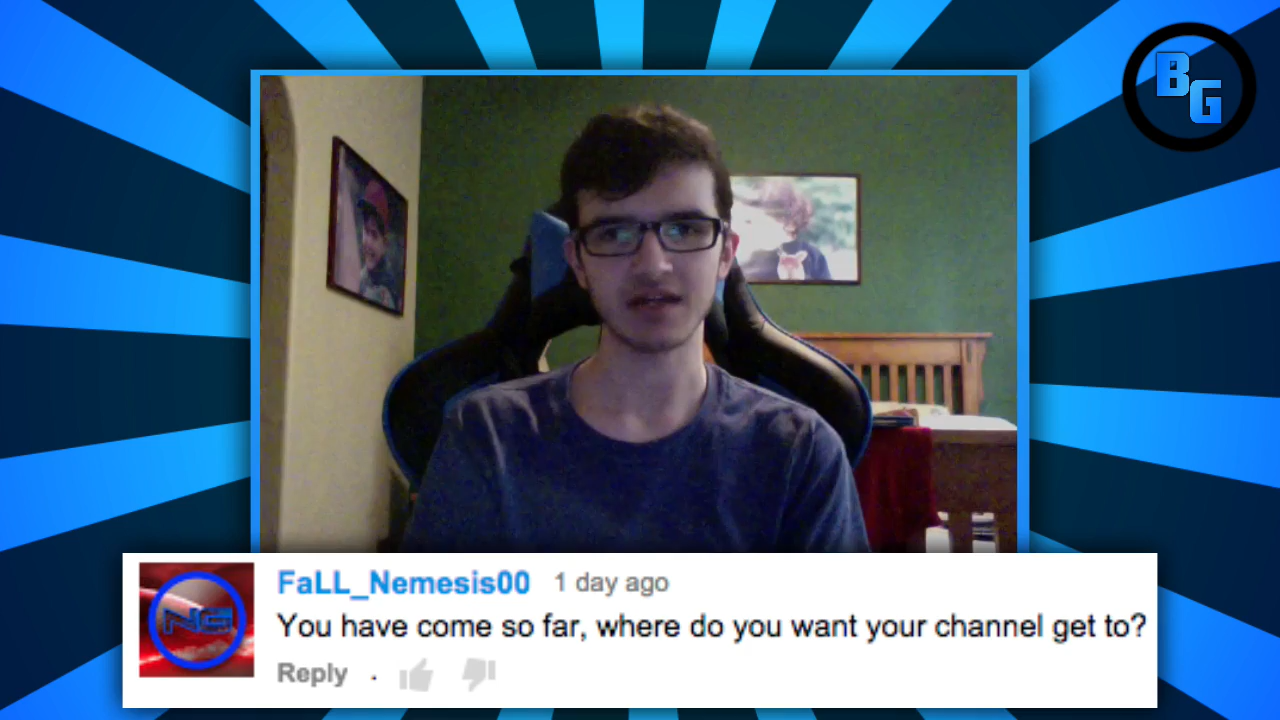 BG
FaLL_Nemesis00 1 day ago
You have come so far, where do you want your channel get to?
Reply .
NG